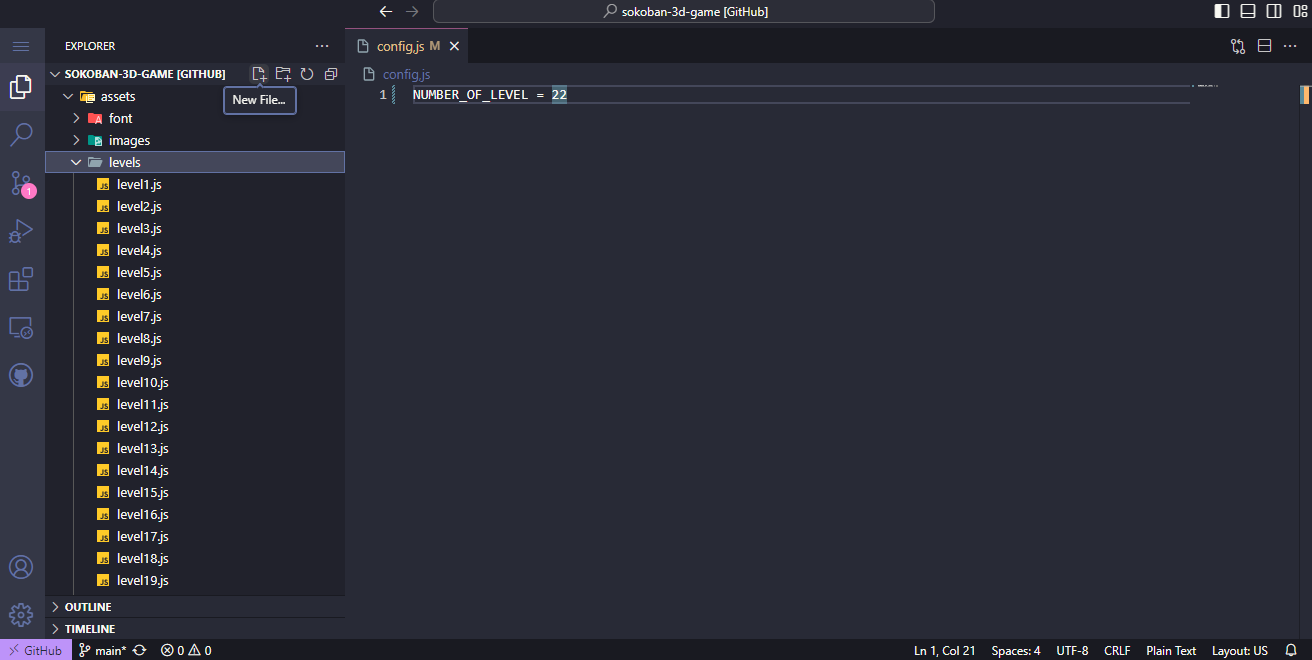 sokoban-3d-game [GitHub]
EXPLORER
SOKOBAN-3D-GAME [GITHUB]
New File...
assets
font
images
levels
level1.js
level2.js
level3.js
level4.js
level5.js
level6.js
level7.js
level8.js
level9.js
level10.js
level11.js
level12.js
level13.js
level14.js
level15.js
level16.js
level17.js
level18.js
level19.js
OUTLINE
TIMELINE
1
config.js M
config.js
1 NUMBER_OF_LEVEL = 22
GitHub main* 0 0 Ln 1, Col 21 Spaces: 4 UTF-8 CRLF Plain Text Layout: US